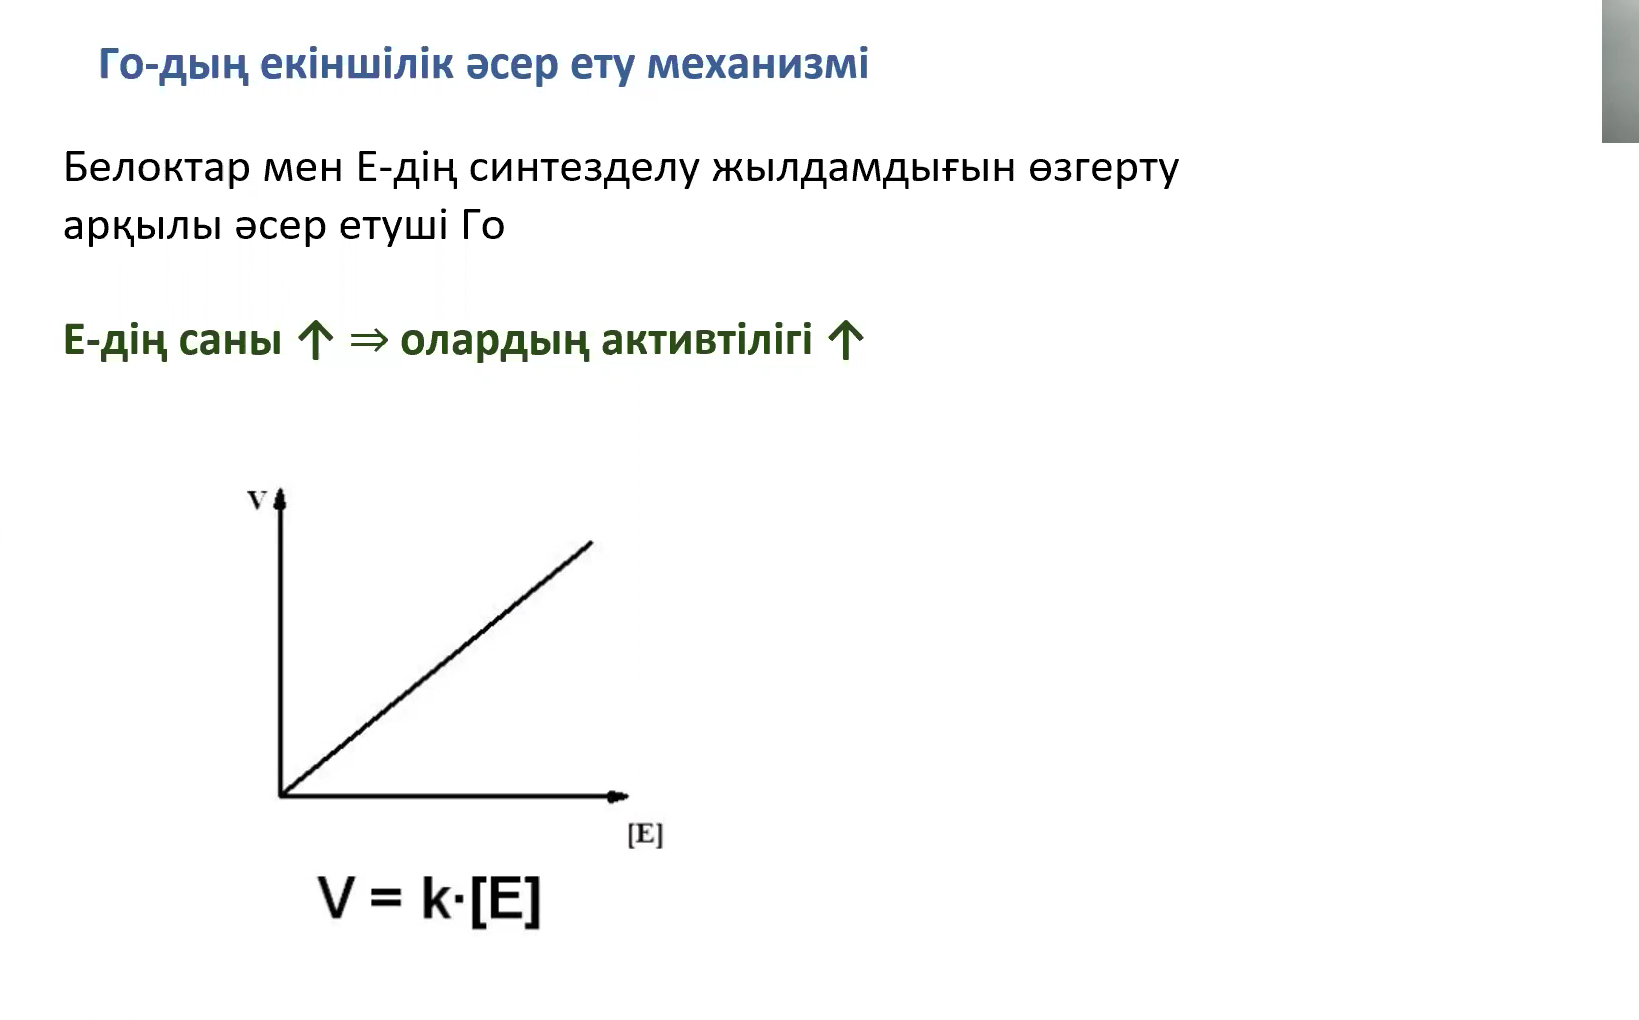 Го-дың екіншілік әсер ету механизмі
Белоктар мен Е-дің синтезделу жылдамдығын өзгерту
арқылы әсер етуші Го
Е-дің саны ↑ ⇒ олардың активтілігі ↑
V
[E]
V = k·[E]